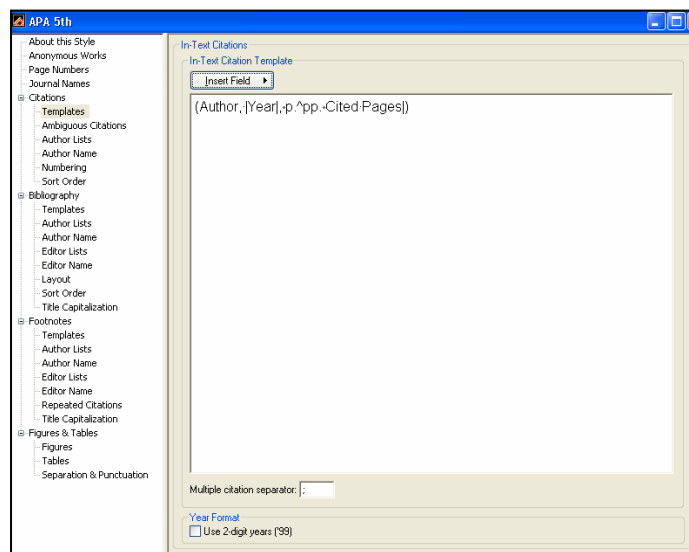 APA 5th
About this Style
Anonymous Works
Page Numbers
Journal Names
Citations
Templates
Ambiguous Citations
Author Lists
Author Name
Numbering
Sort Order
Bibliography
Templates
Author Lists
Author Name
Editor Lists
Editor Name
Layout
Sort Order
Title Capitalization
Footnotes
Templates
Author Lists
Author Name
Editor Lists
Editor Name
Repeated Citations
Title Capitalization
Figures & Tables
Figures
Tables
Separation & Punctuation
In-Text Citations
In-Text Citation Template
Insert Field
(Author,·|Year|,·p.^pp.·Cited·Pages|)
Multiple citation separator: ;
Year Format
Use 2-digit years ('99)